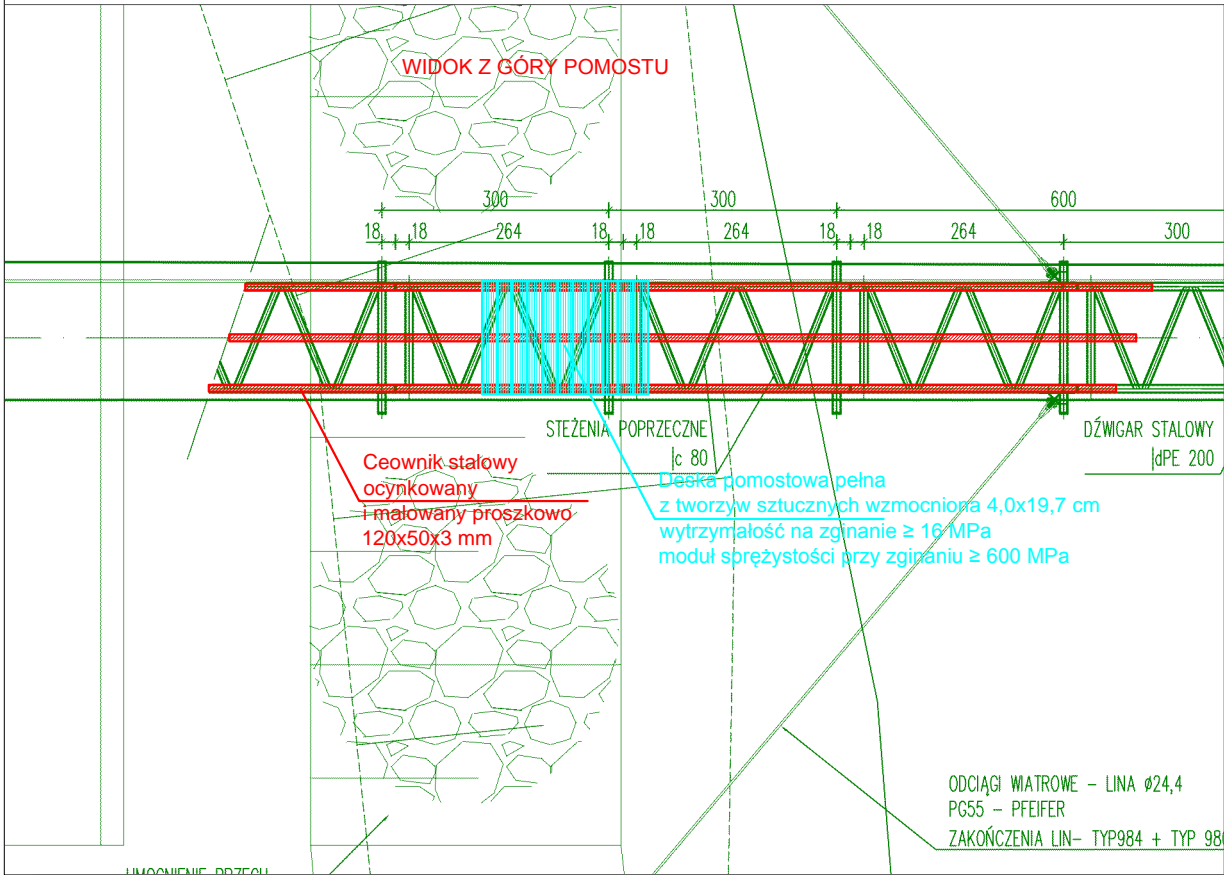 WIDOK Z GÓRY POMOSTU
300 300 600
18 18 264 18 18 264 18 18 264 300
STĘŻENIA POPRZECZNE
c 80
DŹWIGAR STALOWY
dPE 200
Ceownik stalowy
ocynkowany
i malowany proszkowo
120x50x3 mm
Deska pomostowa pełna
z tworzyw sztucznych wzmocniona 4,0x19,7 cm
wytrzymałość na zginanie ≥ 16 MPa
moduł sprężystości przy zginaniu ≥ 600 MPa
ODCIĄGI WIATROWE – LINA Ø24,4
PG55 – PFEIFER
ZAKOŃCZENIA LIN– TYP984 + TYP 980
UMOCNIENIE BRZEGU